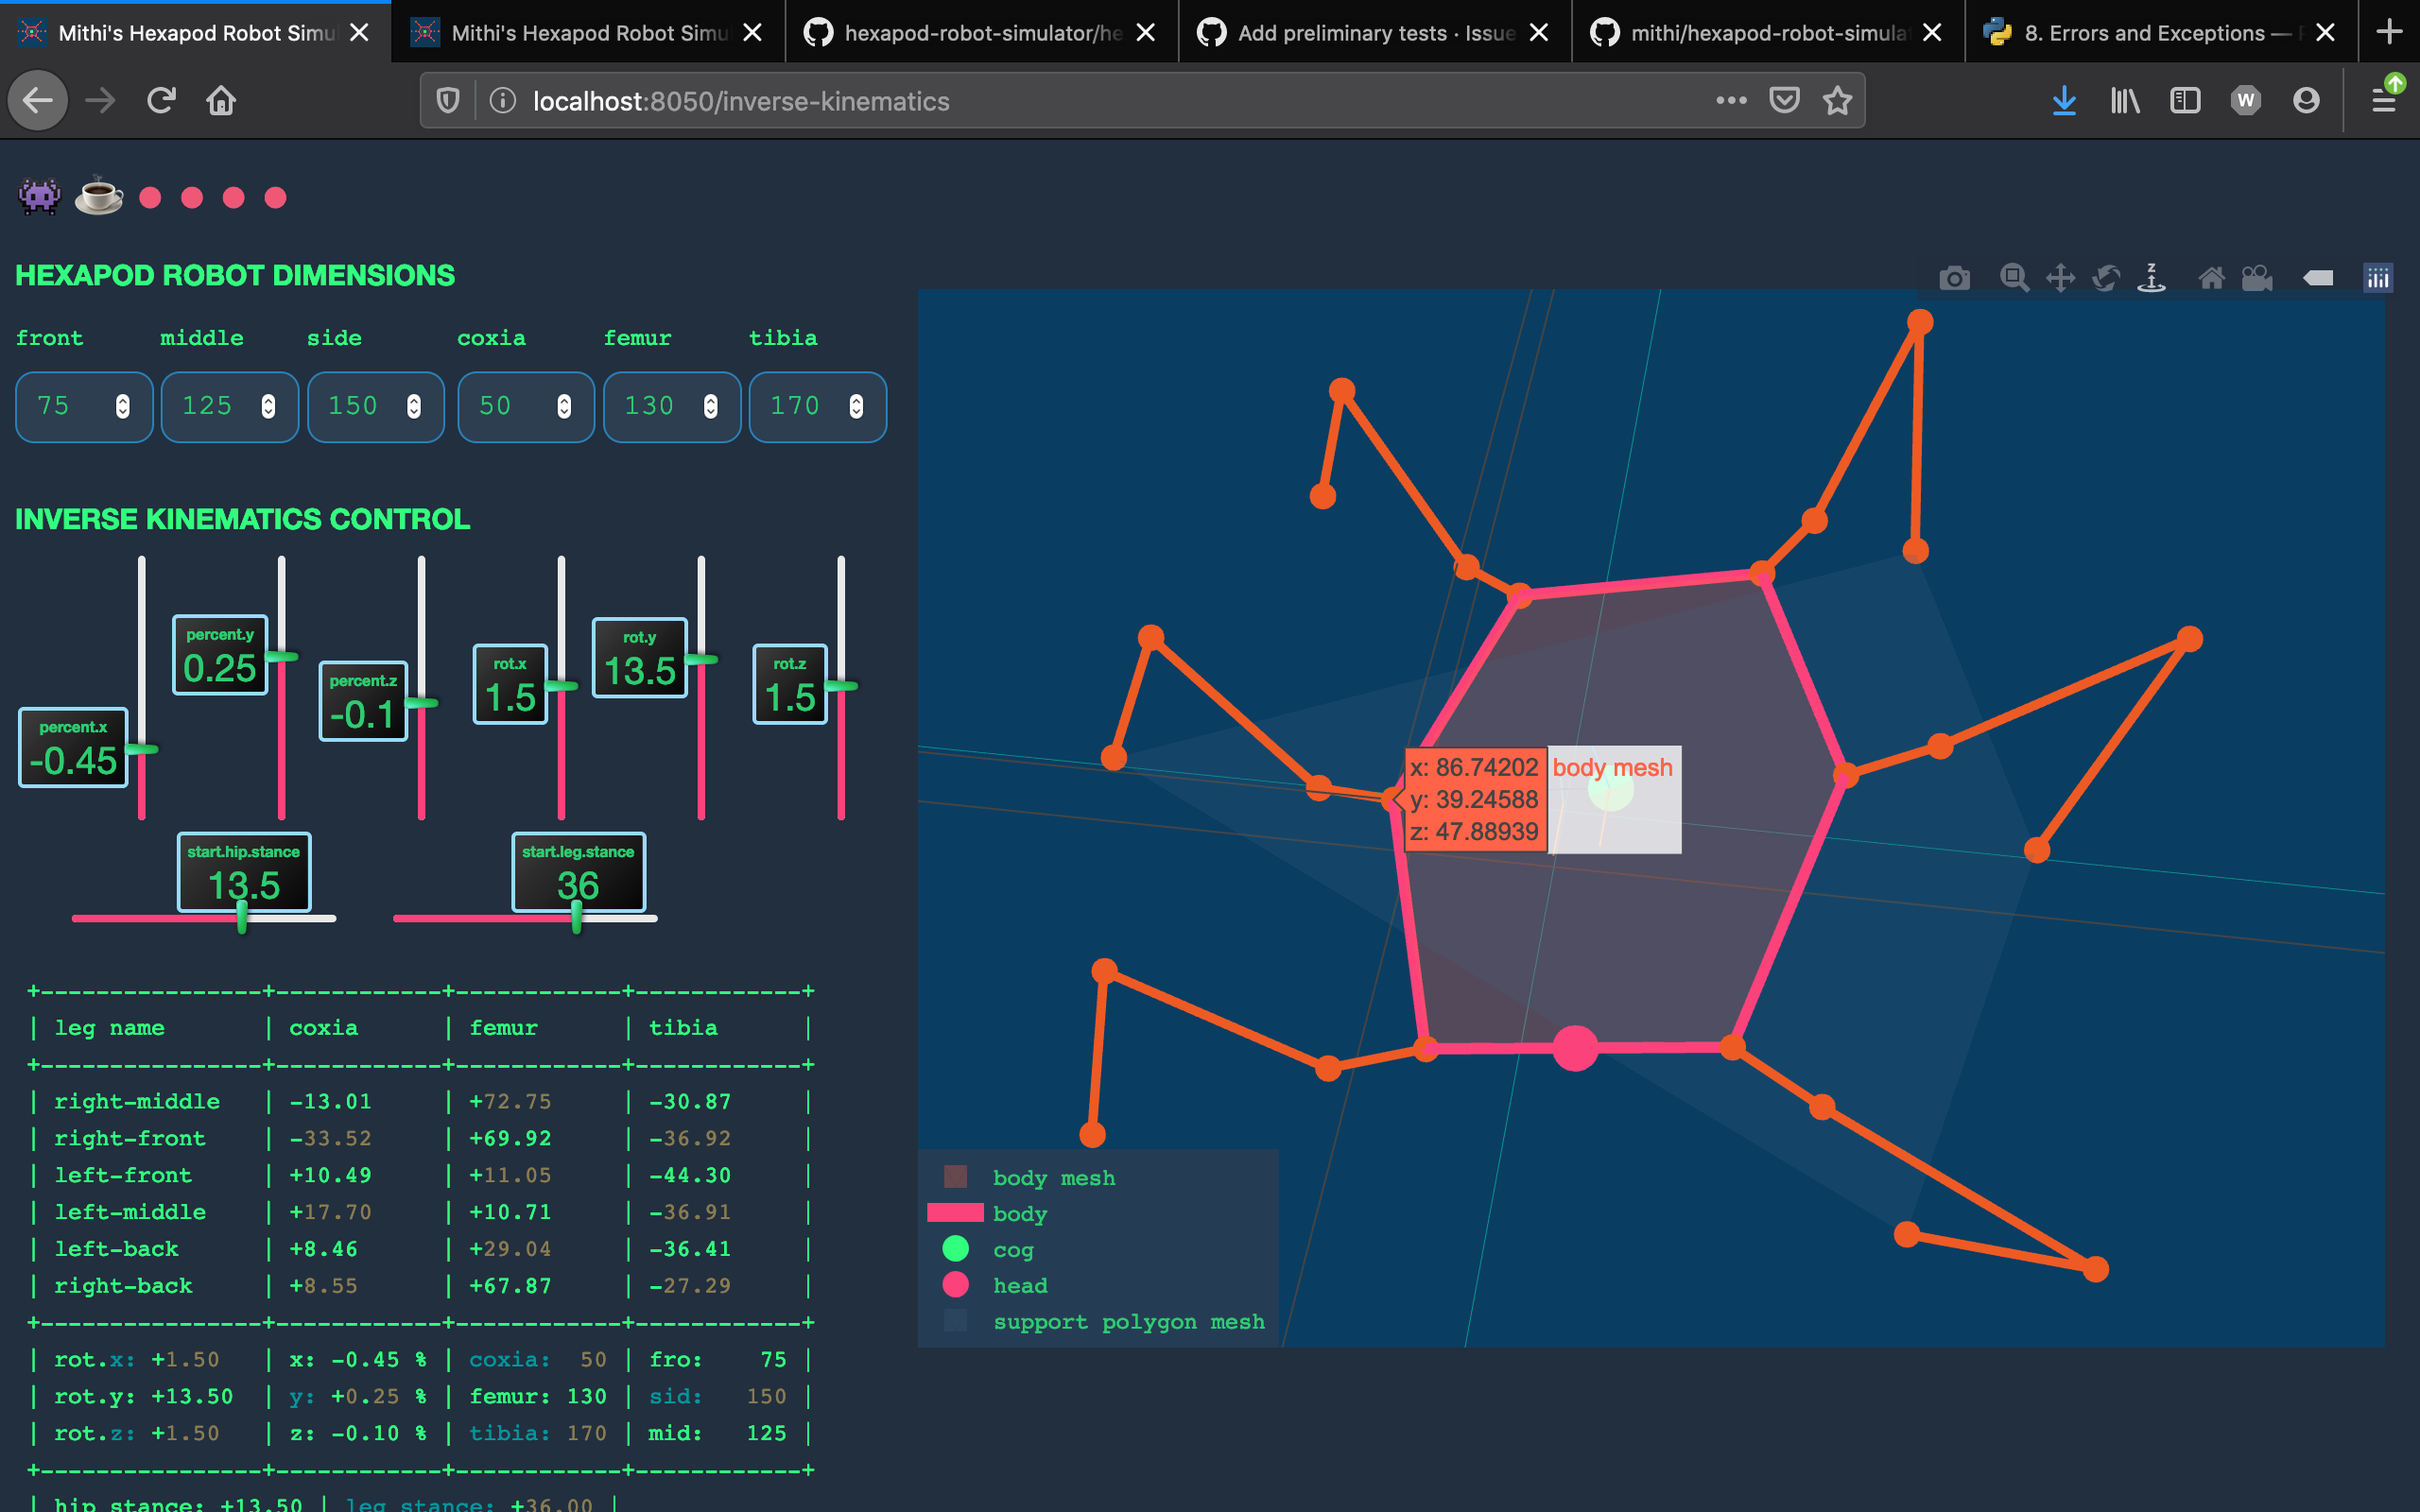 Mithi's Hexapod Robot Simu
Mithi's Hexapod Robot Simu
hexapod-robot-simulator/he
Add preliminary tests · Issue
mithi/hexapod-robot-simula
8. Errors and Exceptions —
localhost:8050/inverse-kinematics
W
HEXAPOD ROBOT DIMENSIONS
front middle side coxia femur tibia
75 125 150 50 130 170
INVERSE KINEMATICS CONTROL
percent.x
-0.45
percent.y
0.25
percent.z
-0.1
rot.x
1.5
rot.y
13.5
rot.z
1.5
start.hip.stance
13.5
start.leg.stance
36
+----------------+------------+------------+------------+
| leg name | coxia | femur | tibia |
+----------------+------------+------------+------------+
| right-middle | -13.01 | +72.75 | -30.87 |
| right-front | -33.52 | +69.92 | -36.92 |
| left-front | +10.49 | +11.05 | -44.30 |
| left-middle | +17.70 | +10.71 | -36.91 |
| left-back | +8.46 | +29.04 | -36.41 |
| right-back | +8.55 | +67.87 | -27.29 |
+----------------+------------+------------+------------+
| rot.x: +1.50 | x: -0.45 % | coxia: 50 | fro: 75 |
| rot.y: +13.50 | y: +0.25 % | femur: 130 | sid: 150 |
| rot.z: +1.50 | z: -0.10 % | tibia: 170 | mid: 125 |
+----------------+------------+------------+------------+
| hip stance: +13.50 | leg stance: +36.00 |
z
x: 86.74202
y: 39.24588
z: 47.88939
body mesh
body mesh
body
cog
head
support polygon mesh